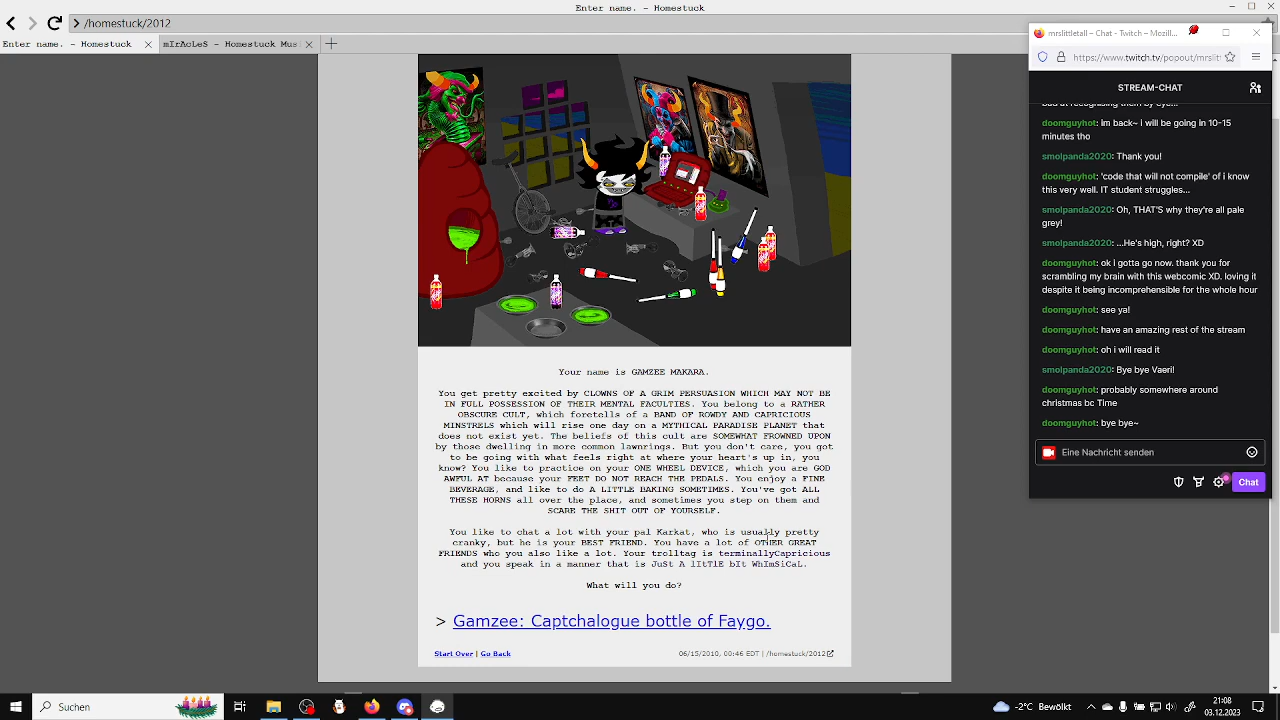 Enter name. - Homestuck
/homestuck/2012
Enter name. - Homestuck
mIrAcLeS - Homestuck Mus
mrslittletall – Chat - Twitch – Mozill...
https://www.twitch.tv/popout/mrslitt
STREAM-CHAT
bad at recognising them by eye...
doomguyhot: im back~ i will be going in 10-15
minutes tho
smolpanda2020: Thank you!
doomguyhot: 'code that will not compile' of i know
this very well. IT student struggles...
smolpanda2020: Oh, THAT'S why they're all pale
grey!
smolpanda2020: ...He's high, right? XD
doomguyhot: ok i gotta go now. thank you for
scrambling my brain with this webcomic XD. loving it
despite it being incomprehensible for the whole hour
doomguyhot: see ya!
doomguyhot: have an amazing rest of the stream
doomguyhot: oh i will read it
smolpanda2020: Bye bye Vaeri!
doomguyhot: probably somewhere around
christmas bc Time
doomguyhot: bye bye~
Eine Nachricht senden
Chat
Your name is GAMZEE MAKARA.
You get pretty excited by CLOWNS OF A GRIM PERSUASION WHICH MAY NOT BE
IN FULL POSSESSION OF THEIR MENTAL FACULTIES. You belong to a RATHER
OBSCURE CULT, which foretells of a BAND OF ROWDY AND CAPRICIOUS
MINSTRELS which will rise one day on a MYTHICAL PARADISE PLANET that
does not exist yet. The beliefs of this cult are SOMEWHAT FROWNED UPON
by those dwelling in more common lawnrings. But you don't care, you got
to be going with what feels right at where your heart's up in, you
know? You like to practice on your ONE WHEEL DEVICE, which you are GOD
AWFUL AT because your FEET DO NOT REACH THE PEDALS. You enjoy a FINE
BEVERAGE, and like to do A LITTLE BAKING SOMETIMES. You've got ALL
THESE HORNS all over the place, and sometimes you step on them and
SCARE THE SHIT OUT OF YOURSELF.
You like to chat a lot with your pal Karkat, who is usually pretty
cranky, but he is your BEST FRIEND. You have a lot of OTHER GREAT
FRIENDS who you also like a lot. Your trolltag is terminallyCapricious
and you speak in a manner that is JuSt A lItTlE bIt WhImSiCaL.
What will you do?
> Gamzee: Captchalogue bottle of Faygo.
Start Over | Go Back
06/15/2010, 00:46 EDT | /homestuck/2012
Suchen
-2°C Bewölkt
21:08
03.12.2023